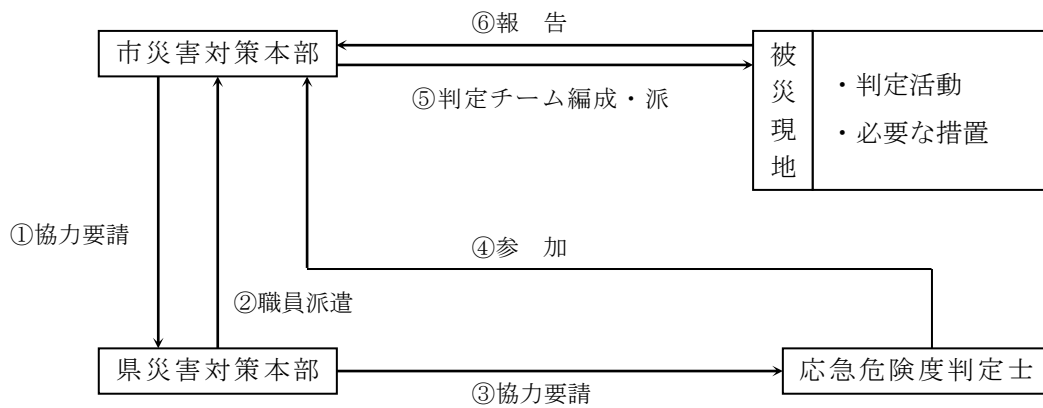 ⑥報　告
市災害対策本部
⑤判定チーム編成・派
被災現地
・判定活動
・必要な措置
①協力要請
④参　加
②職員派遣
県災害対策本部
③協力要請
応急危険度判定士